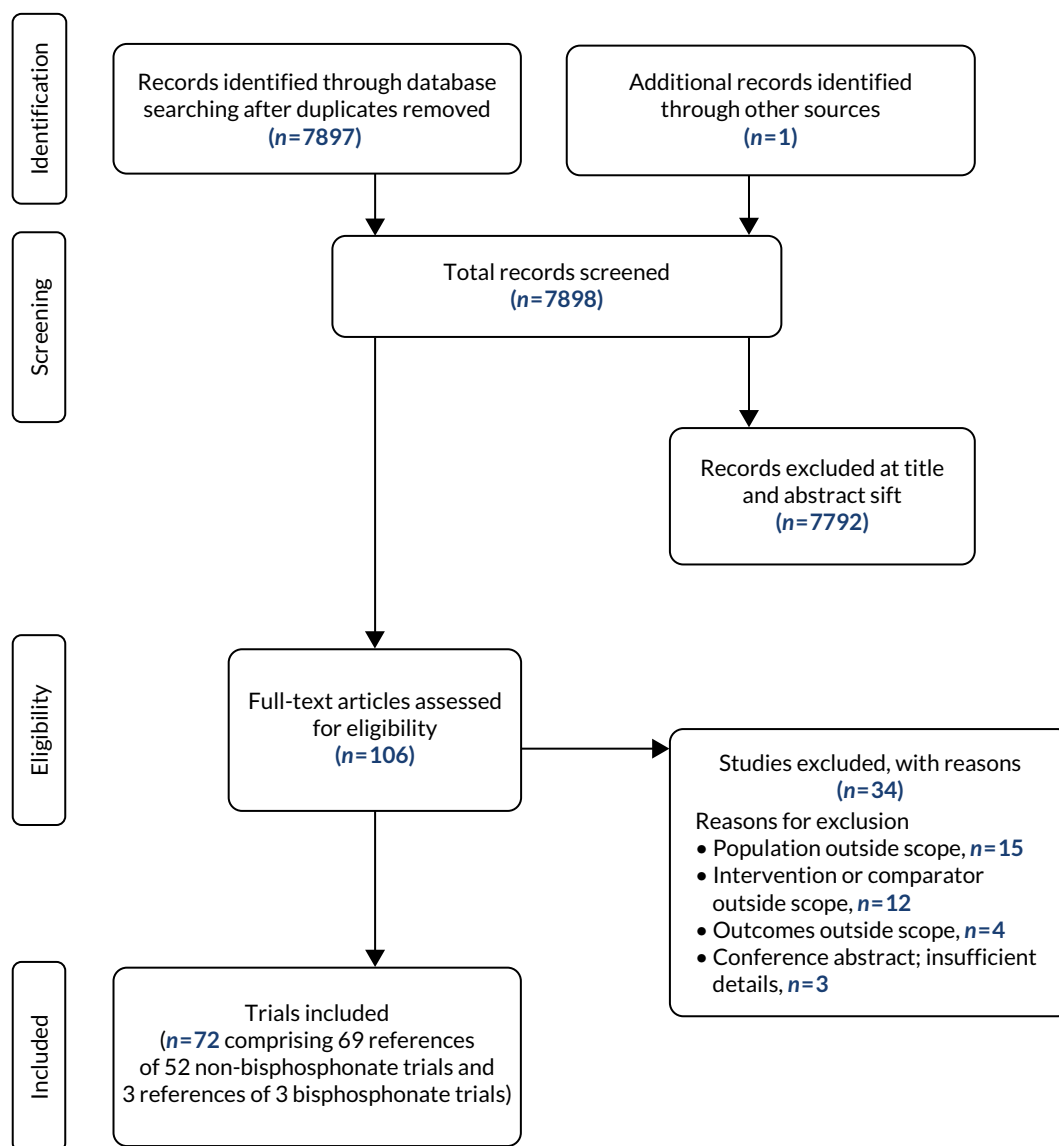 Identification
Records identified through database
searching after duplicates removed
(n=7897)
Additional records identified
through other sources
(n=1)
Screening
Total records screened
(n=7898)
Records excluded at title
and abstract sift
(n=7792)
Eligibility
Full-text articles assessed
for eligibility
(n=106)
Studies excluded, with reasons
(n=34)
Reasons for exclusion
• Population outside scope, n=15
• Intervention or comparator
outside scope, n=12
• Outcomes outside scope, n=4
• Conference abstract; insufficient
details, n=3
Included
Trials included
(n=72 comprising 69 references
of 52 non-bisphosphonate trials and
3 references of 3 bisphosphonate trials)